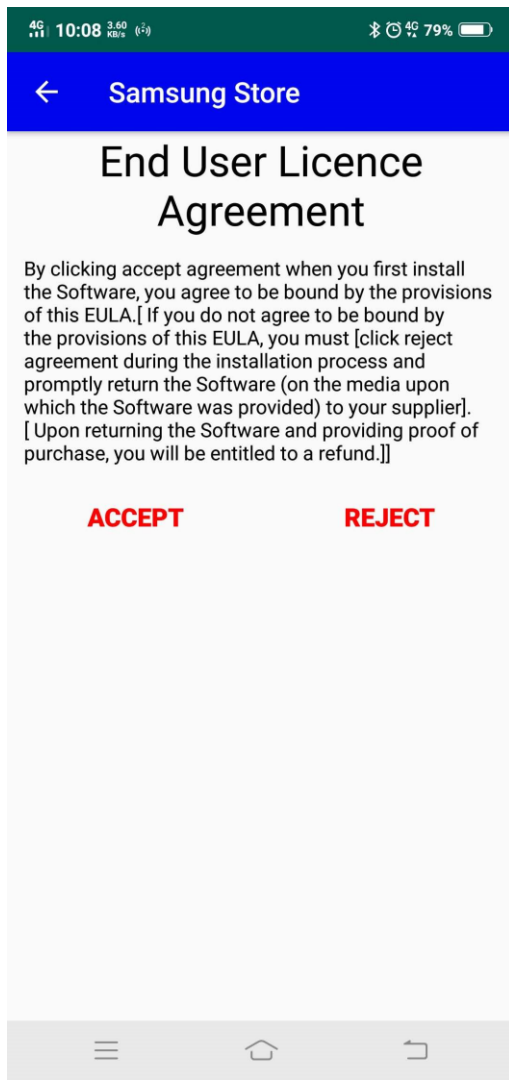 4G 10:08 3.60 KB/s 4G 79%
Samsung Store
End User Licence
Agreement
By clicking accept agreement when you first install
the Software, you agree to be bound by the provisions
of this EULA.[ If you do not agree to be bound by
the provisions of this EULA, you must [click reject
agreement during the installation process and
promptly return the Software (on the media upon
which the Software was provided) to your supplier].
[ Upon returning the Software and providing proof of
purchase, you will be entitled to a refund.]]
ACCEPT REJECT